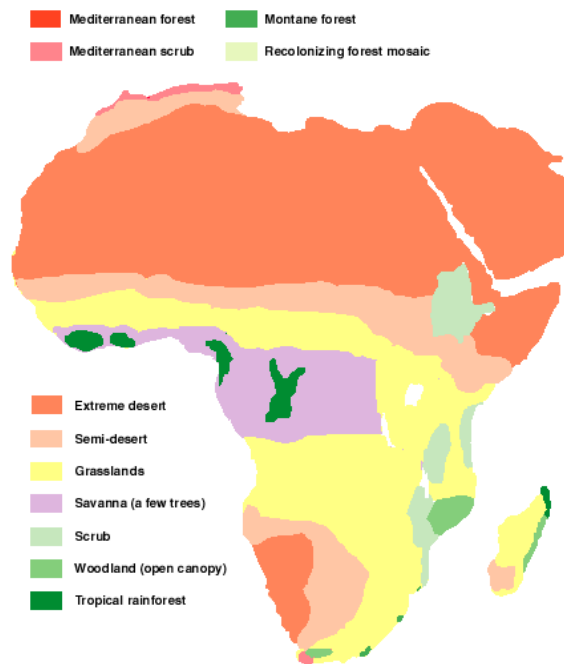 Mediterranean forest
Montane forest
Mediterranean scrub
Recolonizing forest mosaic
Extreme desert
Semi-desert
Grasslands
Savanna (a few trees)
Scrub
Woodland (open canopy)
Tropical rainforest